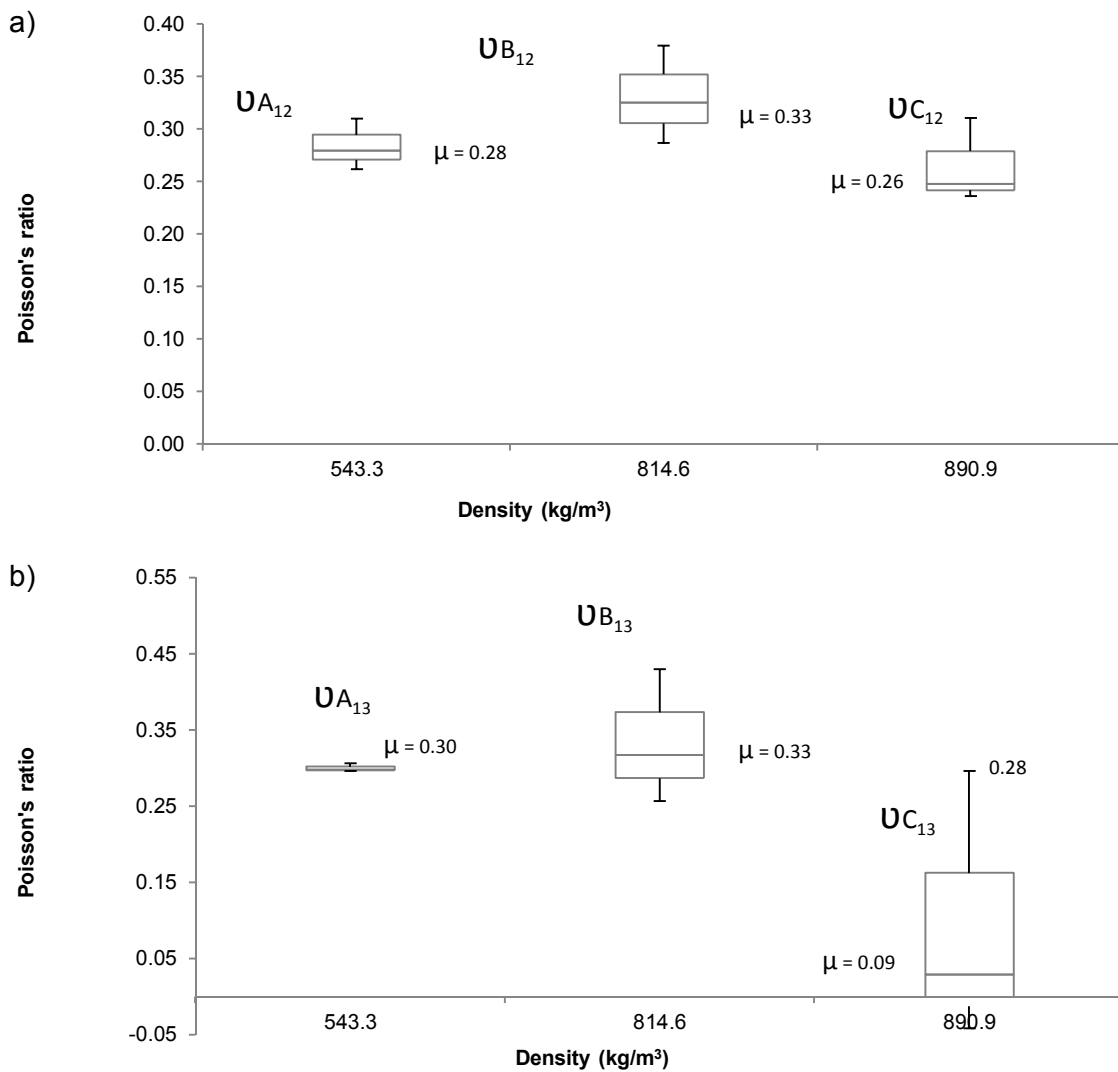 a)
0.40
0.35
0.30
0.25
0.20
0.15
0.10
0.05
0.00
Poisson's ratio
υA₁₂
μ = 0.28
υB₁₂
μ = 0.33
υC₁₂
μ = 0.26
543.3 814.6 890.9
Density (kg/m³)
b)
0.55
0.45
0.35
0.25
0.15
0.05
-0.05
Poisson's ratio
υA₁₃
μ = 0.30
υB₁₃
μ = 0.33
υC₁₃
0.28
μ = 0.09
543.3 814.6 890.9
Density (kg/m³)